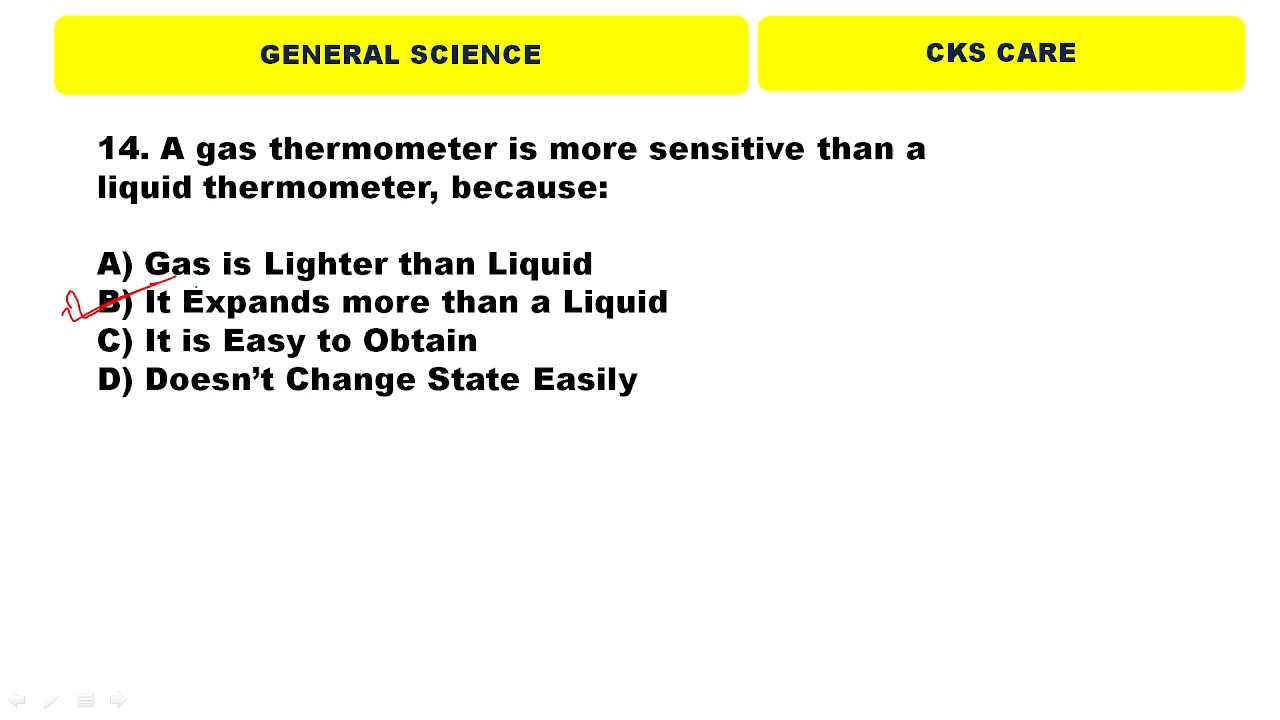 GENERAL SCIENCE
CKS CARE
14. A gas thermometer is more sensitive than a
liquid thermometer, because:
A) Gas is Lighter than Liquid
B) It Expands more than a Liquid
C) It is Easy to Obtain
D) Doesn’t Change State Easily